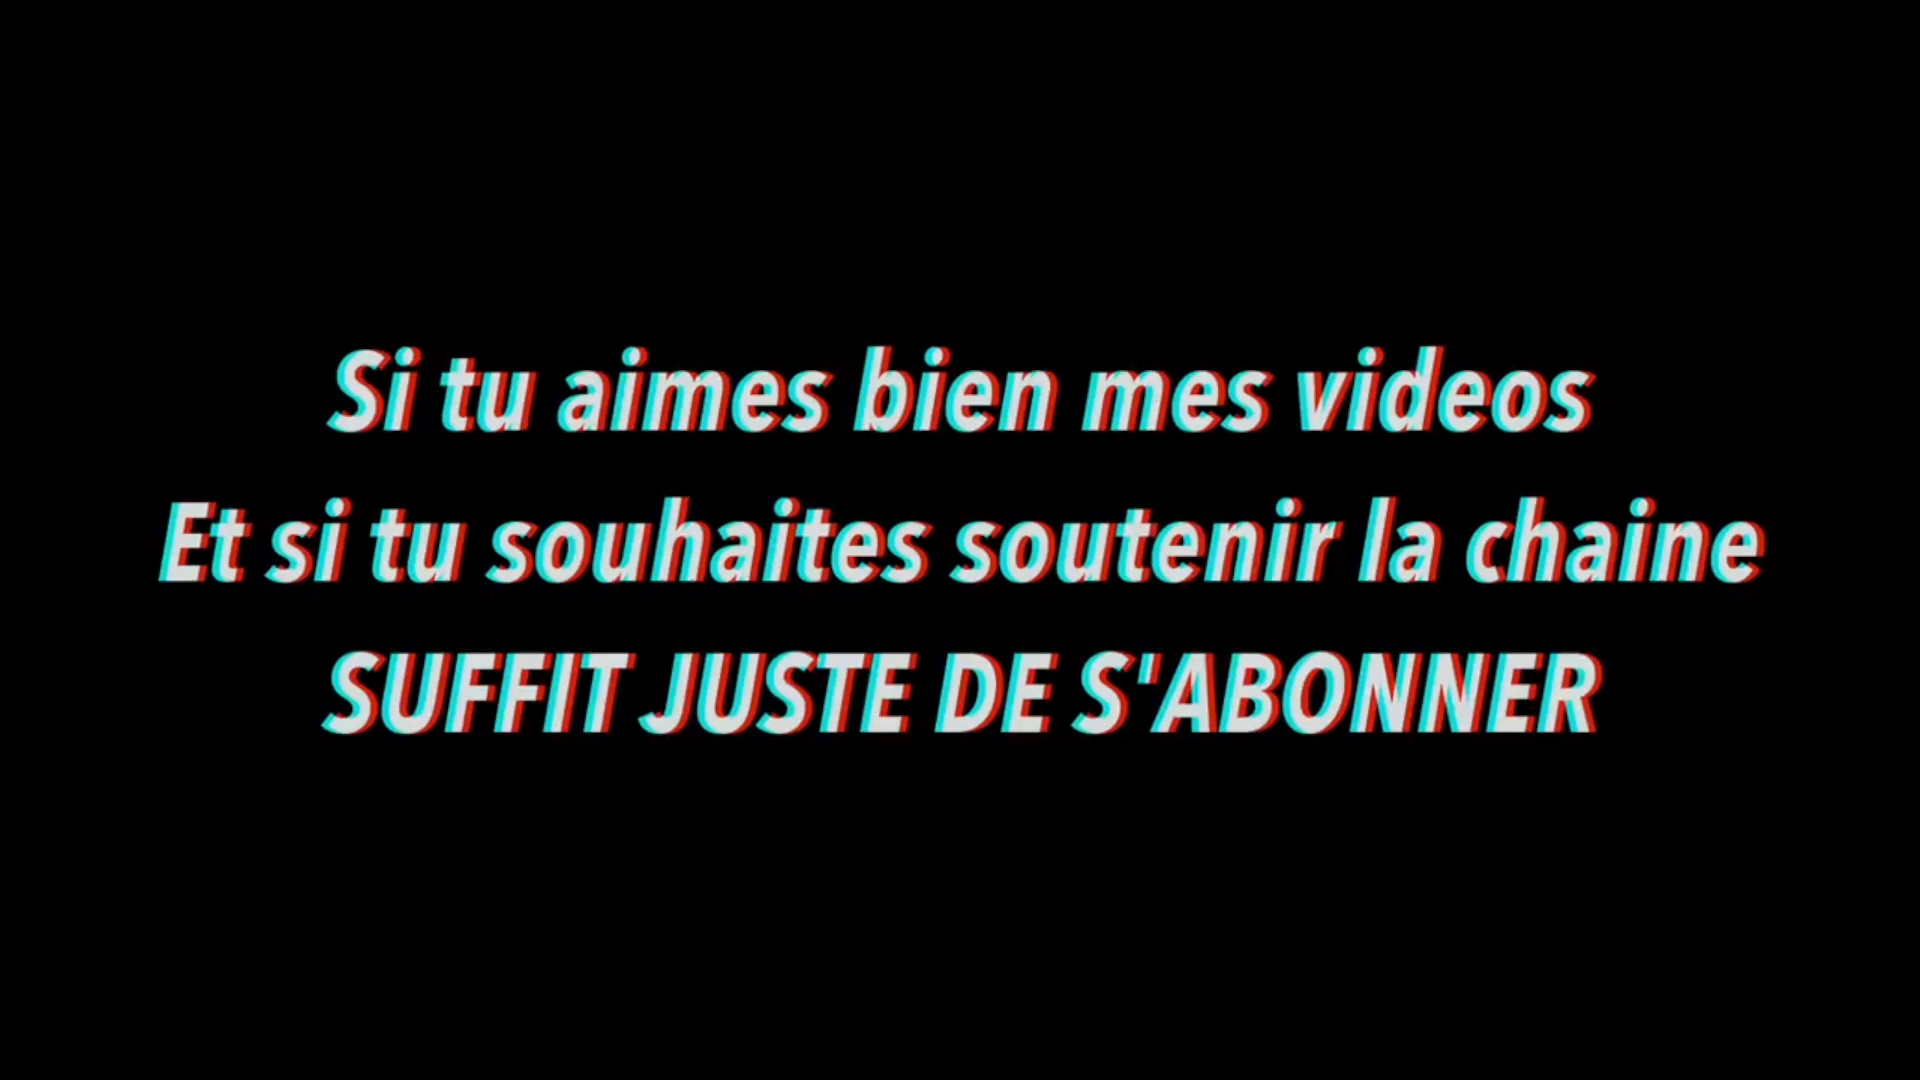 Si tu aimes bien mes videos
Et si tu souhaites soutenir la chaine
SUFFIT JUSTE DE S'ABONNER